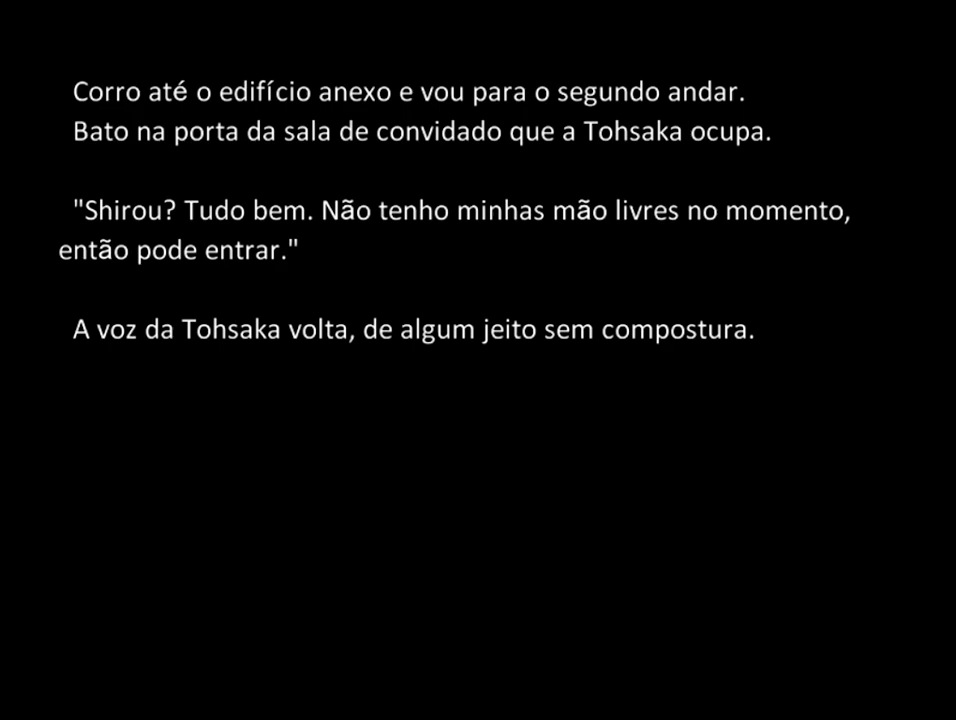 Corro até o edifício anexo e vou para o segundo andar.
Bato na porta da sala de convidado que a Tohsaka ocupa.
"Shirou? Tudo bem. Não tenho minhas mão livres no momento,
então pode entrar."
A voz da Tohsaka volta, de algum jeito sem compostura.